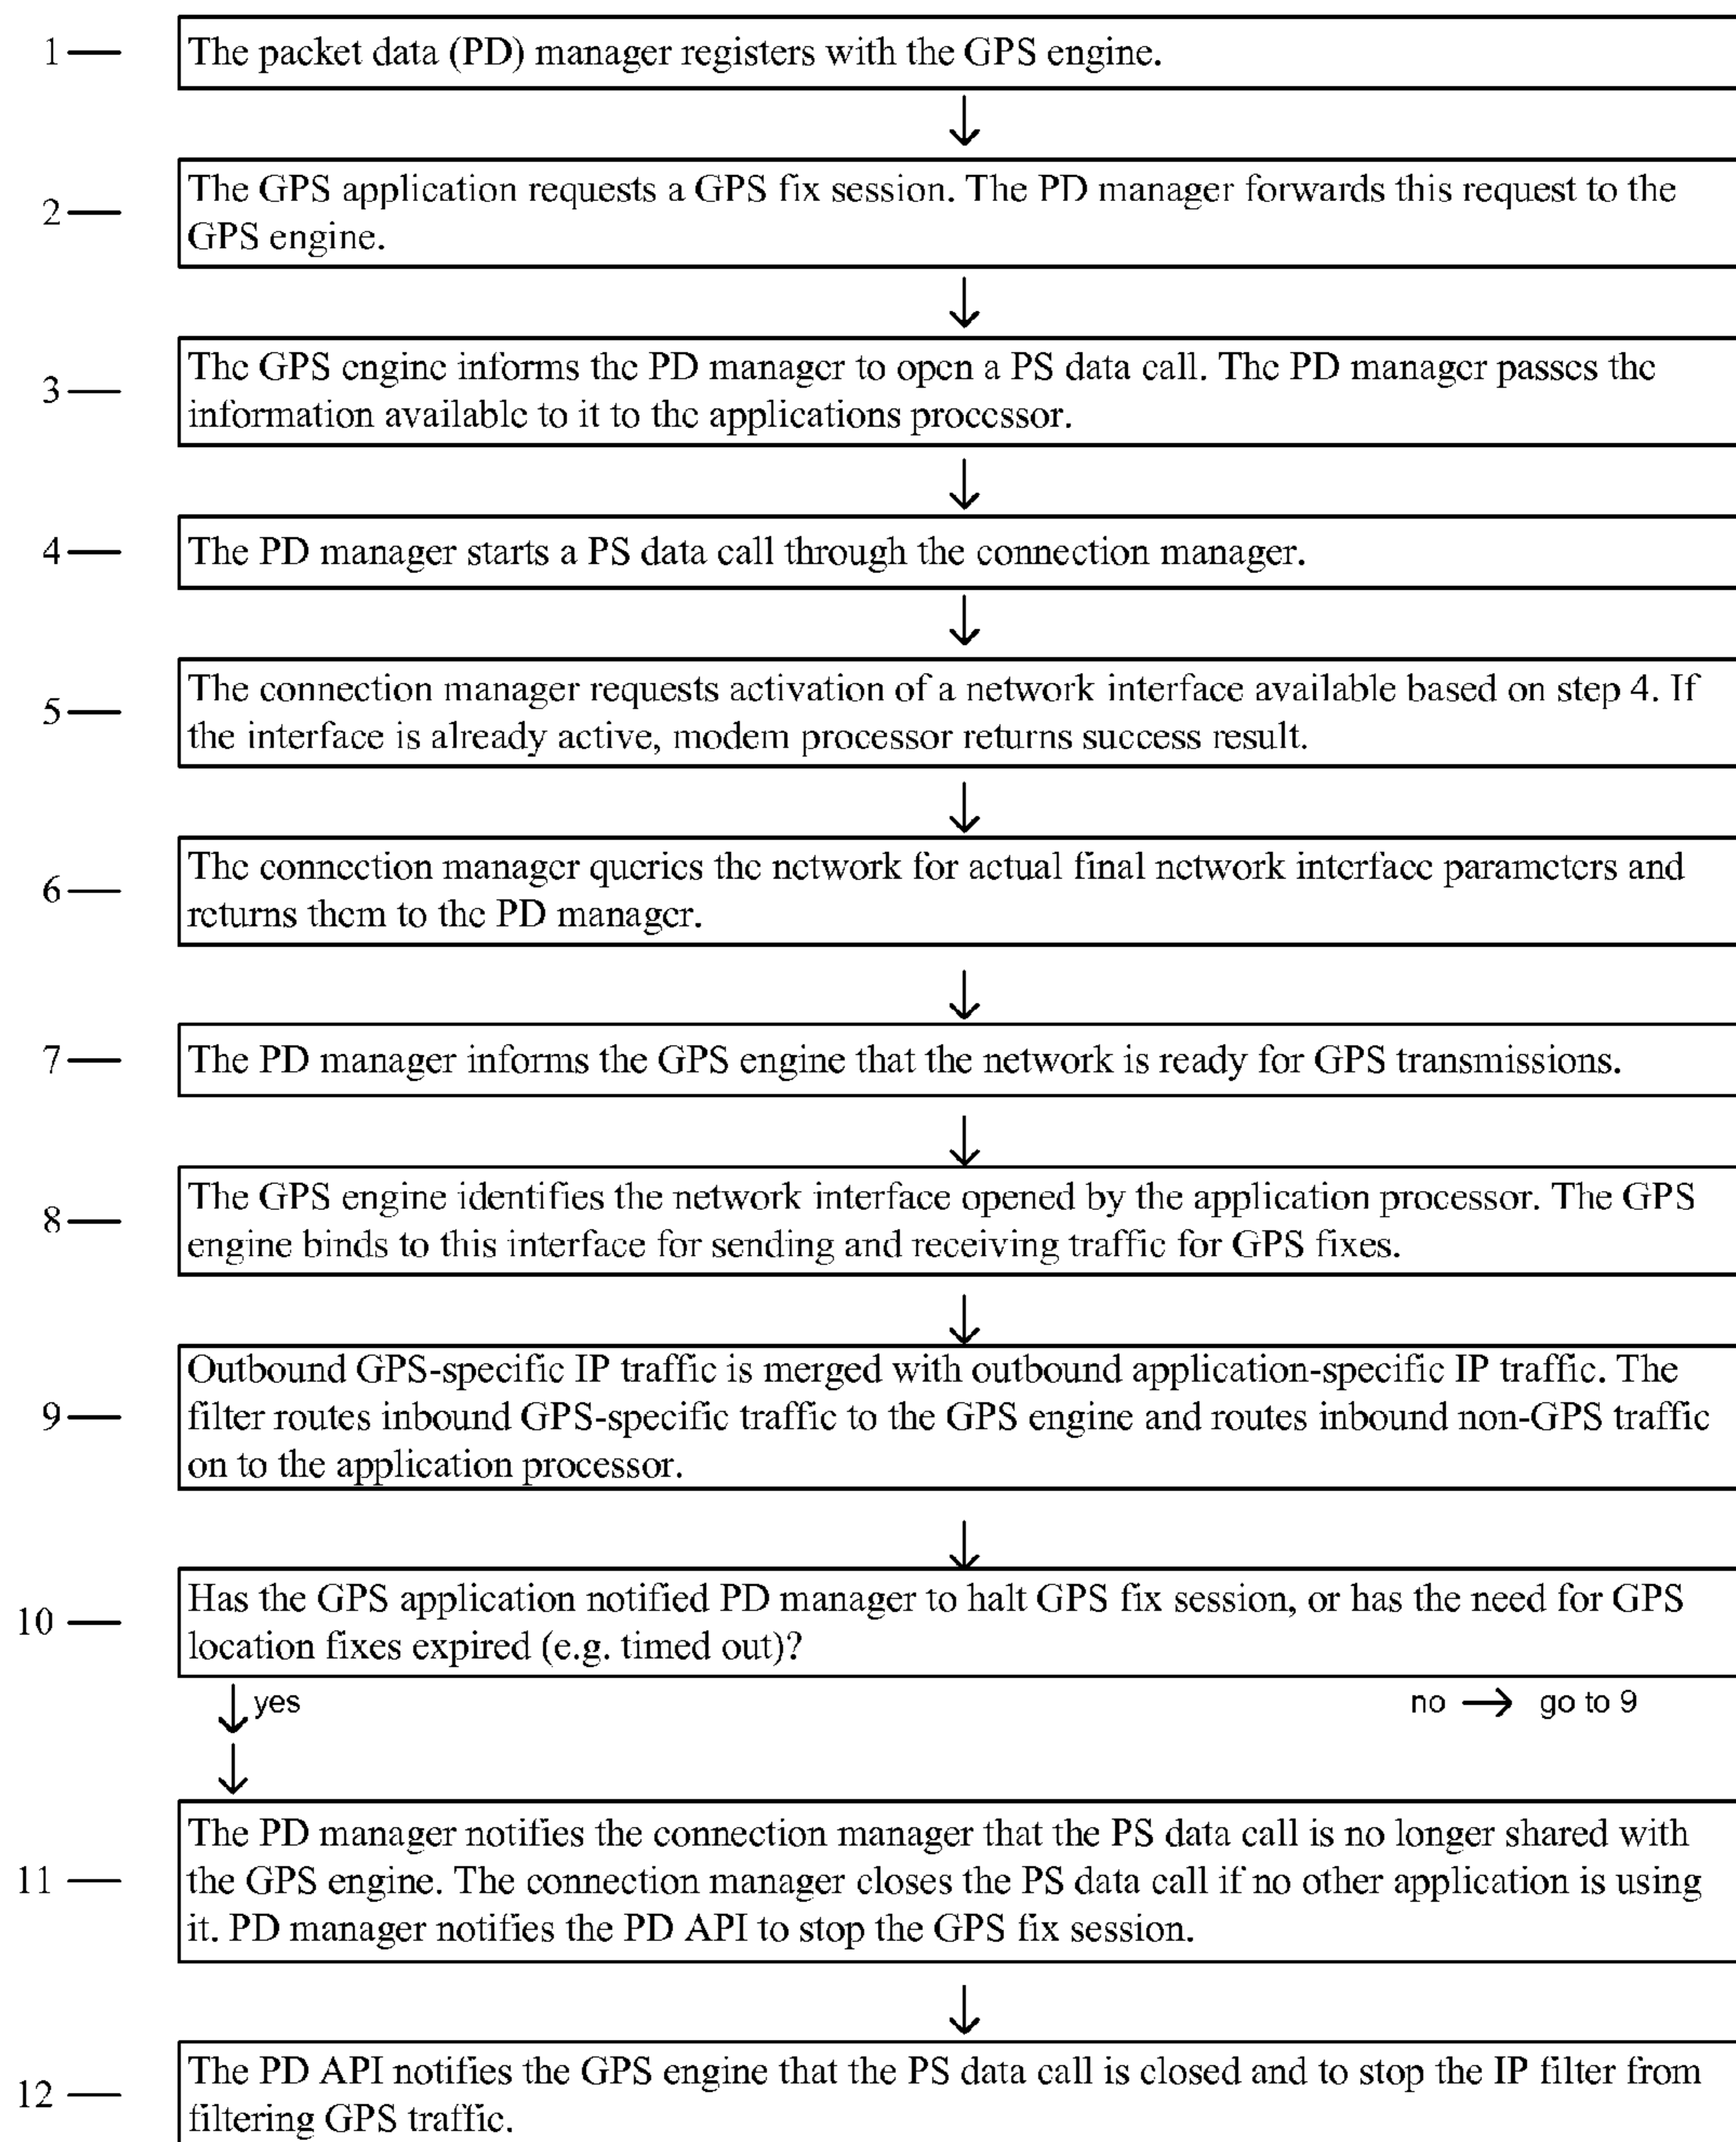 1
The packet data (PD) manager registers with the GPS engine.
2
The GPS application requests a GPS fix session. The PD manager forwards this request to the
GPS engine.
3
The GPS engine informs the PD manager to open a PS data call. The PD manager passes the
information available to it to the applications processor.
4
The PD manager starts a PS data call through the connection manager.
5
The connection manager requests activation of a network interface available based on step 4. If
the interface is already active, modem processor returns success result.
6
The connection manager queries the network for actual final network interface parameters and
returns them to the PD manager.
7
The PD manager informs the GPS engine that the network is ready for GPS transmissions.
8
The GPS engine identifies the network interface opened by the application processor. The GPS
engine binds to this interface for sending and receiving traffic for GPS fixes.
9
Outbound GPS-specific IP traffic is merged with outbound application-specific IP traffic. The
filter routes inbound GPS-specific traffic to the GPS engine and routes inbound non-GPS traffic
on to the application processor.
10
Has the GPS application notified PD manager to halt GPS fix session, or has the need for GPS
location fixes expired (e.g. timed out)?
yes
no go to 9
11
The PD manager notifies the connection manager that the PS data call is no longer shared with
the GPS engine. The connection manager closes the PS data call if no other application is using
it. PD manager notifies the PD API to stop the GPS fix session.
12
The PD API notifies the GPS engine that the PS data call is closed and to stop the IP filter from
filtering GPS traffic.